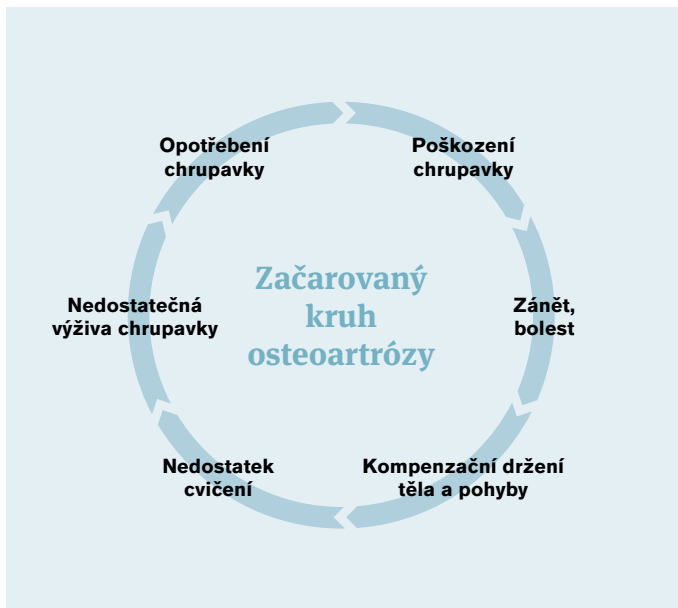 Opotřebení
chrupavky
Poškození
chrupavky
Začarovaný
kruh
osteoartrózy
Nedostatečná
výživa chrupavky
Zánět,
bolest
Nedostatek
cvičení
Kompenzační držení
těla a pohyby